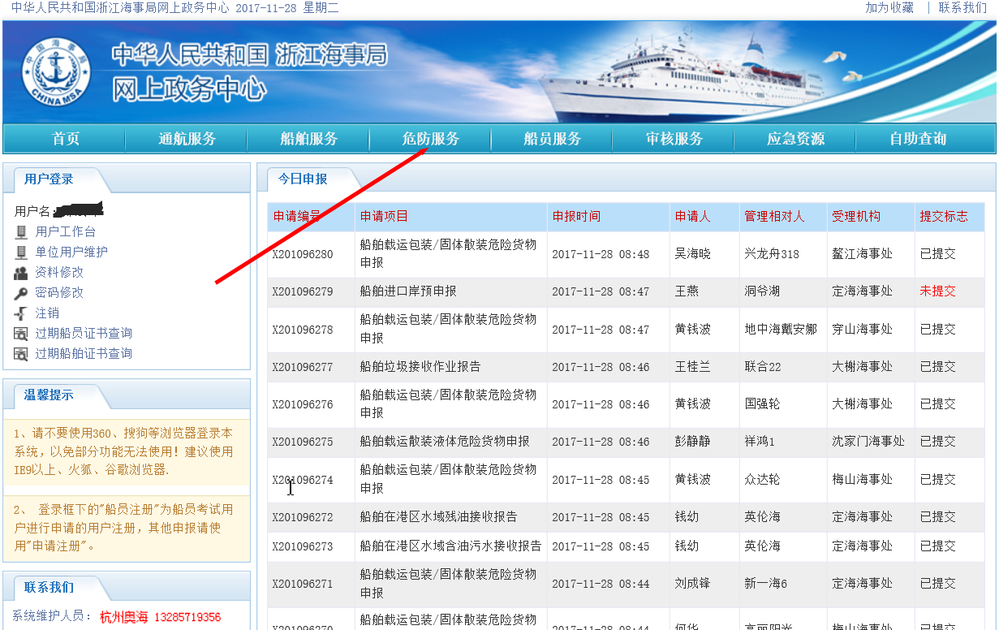 中华人民共和国浙江海事局网上政务中心 2017-11-28 星期二
加为收藏 | 联系我们
中国海事局
CHINA MSA
中华人民共和国 浙江海事局
网上政务中心
首页 通航服务 船舶服务 危防服务 船员服务 审核服务 应急资源 自助查询
用户登录
用户名:
用户工作台
单位用户维护
资料修改
密码修改
注销
过期船员证书查询
过期船舶证书查询
温馨提示
1、请不要使用360、搜狗等浏览器登录本
系统，以免部分功能无法使用！建议使用
IE9以上、火狐、谷歌浏览器.
2、 登录框下的"船员注册"为船员考试用
户进行申请的用户注册，其他申报请使
用"申请注册"。
联系我们
系统维护人员： 杭州奥海 13285719356
今日申报
申请编号 申请项目 申报时间 申请人 管理相对人 受理机构 提交标志
X201096280 船舶载运包装/固体散装危险货物
申报 2017-11-28 08:48 吴海晓 兴龙舟318 鳌江海事处 已提交
X201096279 船舶进口岸预申报 2017-11-28 08:47 王燕 洞爷湖 定海海事处 未提交
X201096278 船舶载运包装/固体散装危险货物
申报 2017-11-28 08:47 黄钱波 地中海戴安娜 穿山海事处 已提交
X201096277 船舶垃圾接收作业报告 2017-11-28 08:46 王桂兰 联合22 大榭海事处 已提交
X201096276 船舶载运包装/固体散装危险货物
申报 2017-11-28 08:46 黄钱波 国强轮 大榭海事处 已提交
X201096275 船舶载运散装液体危险货物申报 2017-11-28 08:46 彭静静 祥鸿1 沈家门海事处 已提交
X201096274 船舶载运包装/固体散装危险货物
申报 2017-11-28 08:45 黄钱波 众达轮 梅山海事处 已提交
X201096272 船舶在港区水域残油接收报告 2017-11-28 08:45 钱幼 英伦海 定海海事处 已提交
X201096273 船舶在港区水域含油污水接收报告 2017-11-28 08:45 钱幼 英伦海 定海海事处 已提交
X201096271 船舶载运包装/固体散装危险货物
申报 2017-11-28 08:44 刘成锋 新一海6 定海海事处 已提交
X201096270 船舶载运包装/固体散装危险货物
2017-11-28 08:44 何华 高丽阳光 梅山海事处 已提交